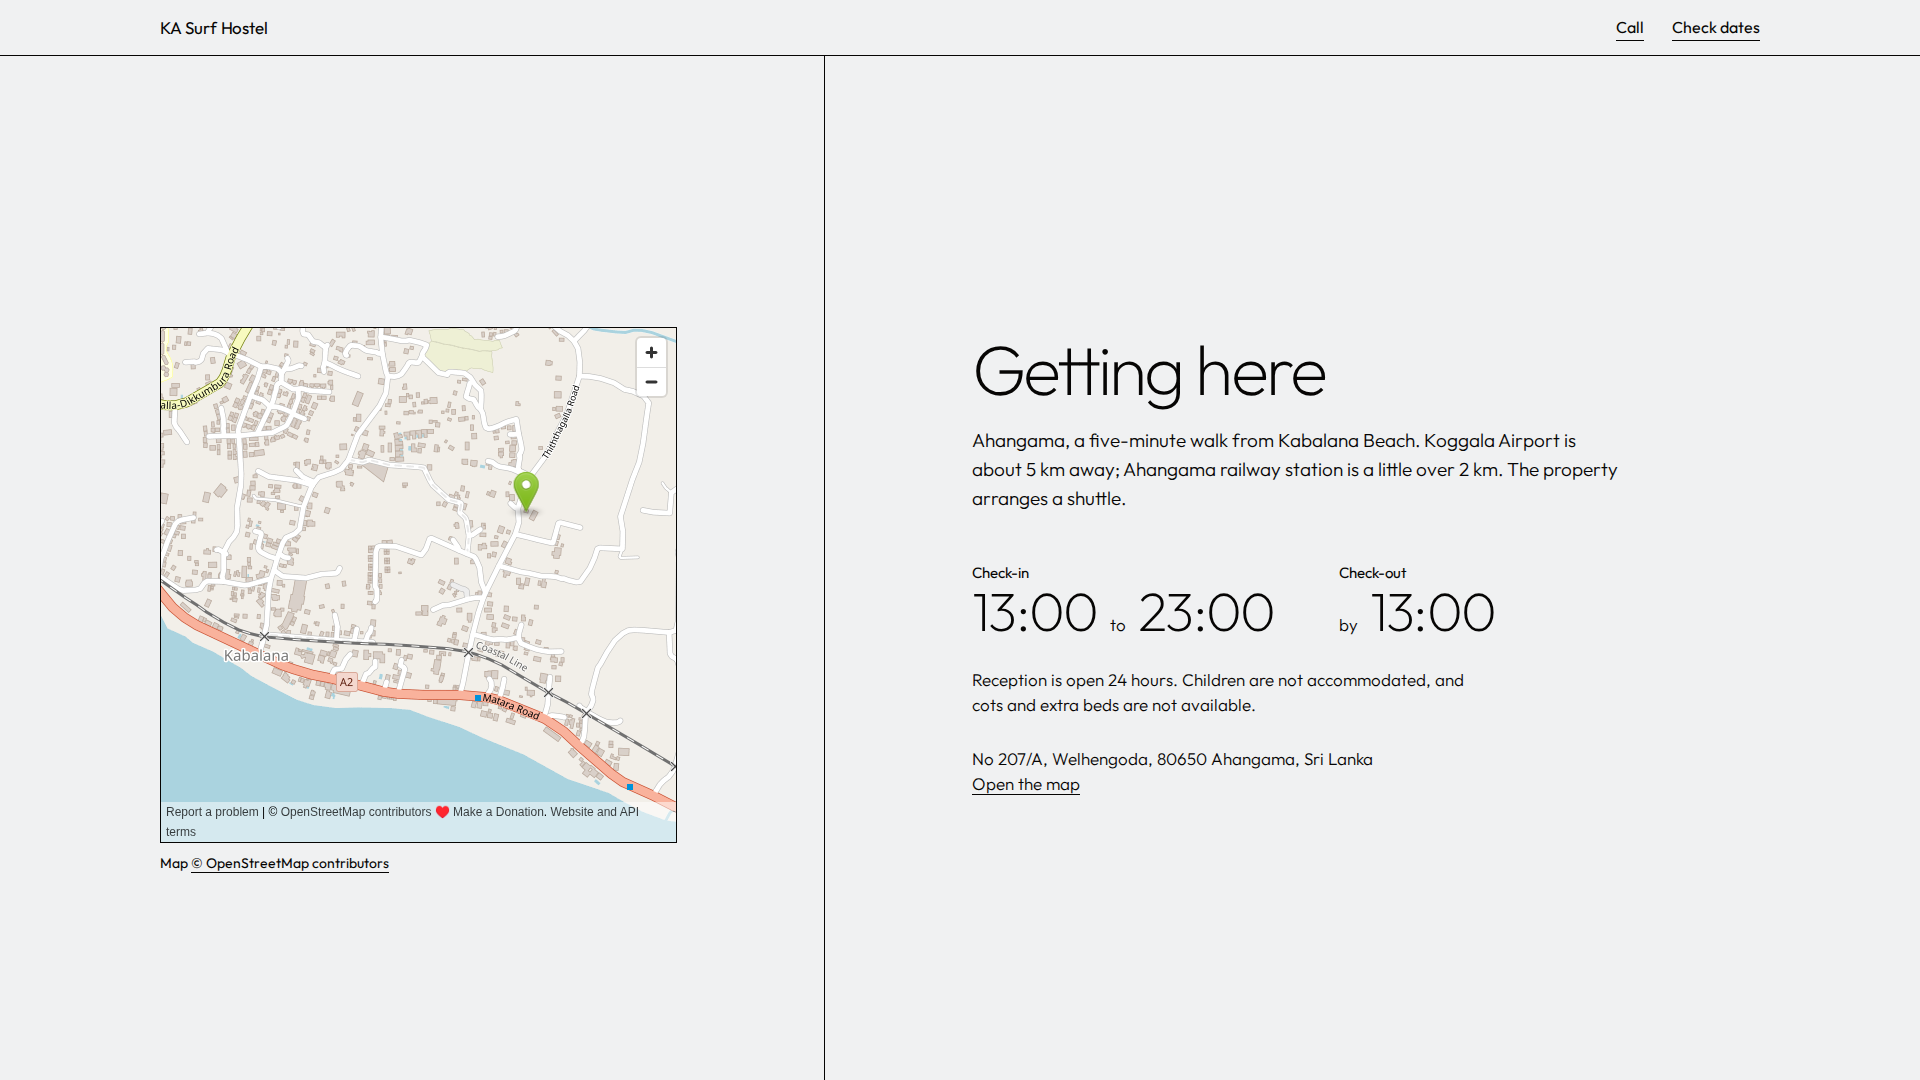 KA Surf Hostel
Call
Check dates
alla-Dikkumbura Road
Thiththagalla Road
Kabalana
Coastal Line
A2
Matara Road
Report a problem | © OpenStreetMap contributors ❤️ Make a Donation. Website and API
terms
Map © OpenStreetMap contributors
Getting here
Ahangama, a five-minute walk from Kabalana Beach. Koggala Airport is
about 5 km away; Ahangama railway station is a little over 2 km. The property
arranges a shuttle.
Check-in
13:00 to 23:00
Check-out
by 13:00
Reception is open 24 hours. Children are not accommodated, and
cots and extra beds are not available.
No 207/A, Welhengoda, 80650 Ahangama, Sri Lanka
Open the map